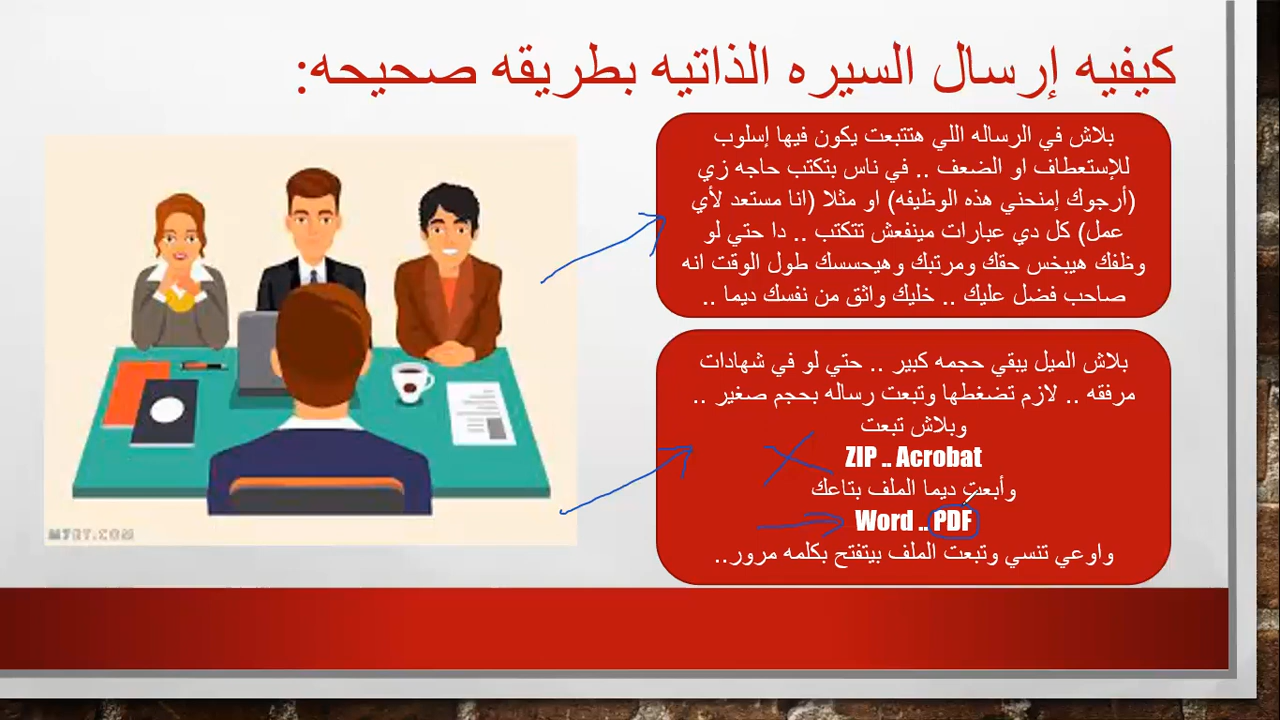 كيفيه إرسال السيره الذاتيه بطريقه صحيحه:
بلاش في الرساله اللي هتتبعت يكون فيها إسلوب
للإستعطاف او الضعف .. في ناس بتكتب حاجه زي
(أرجوك إمنحني هذه الوظيفه) او مثلا (انا مستعد لأي
عمل) كل دي عبارات مينفعش تتكتب .. دا حتي لو
وظفك هيبخس حقك ومرتبك وهيحسسك طول الوقت انه
صاحب فضل عليك .. خليك واثق من نفسك ديما ..
بلاش الميل يبقي حجمه كبير .. حتي لو في شهادات
مرفقه .. لازم تضغطها وتبعت رساله بحجم صغير ..
وبلاش تبعت
ZIP .. Acrobat
وأبعت ديما الملف بتاعك
Word .. PDF
واوعي تنسي وتبعت الملف بيتفتح بكلمه مرور..